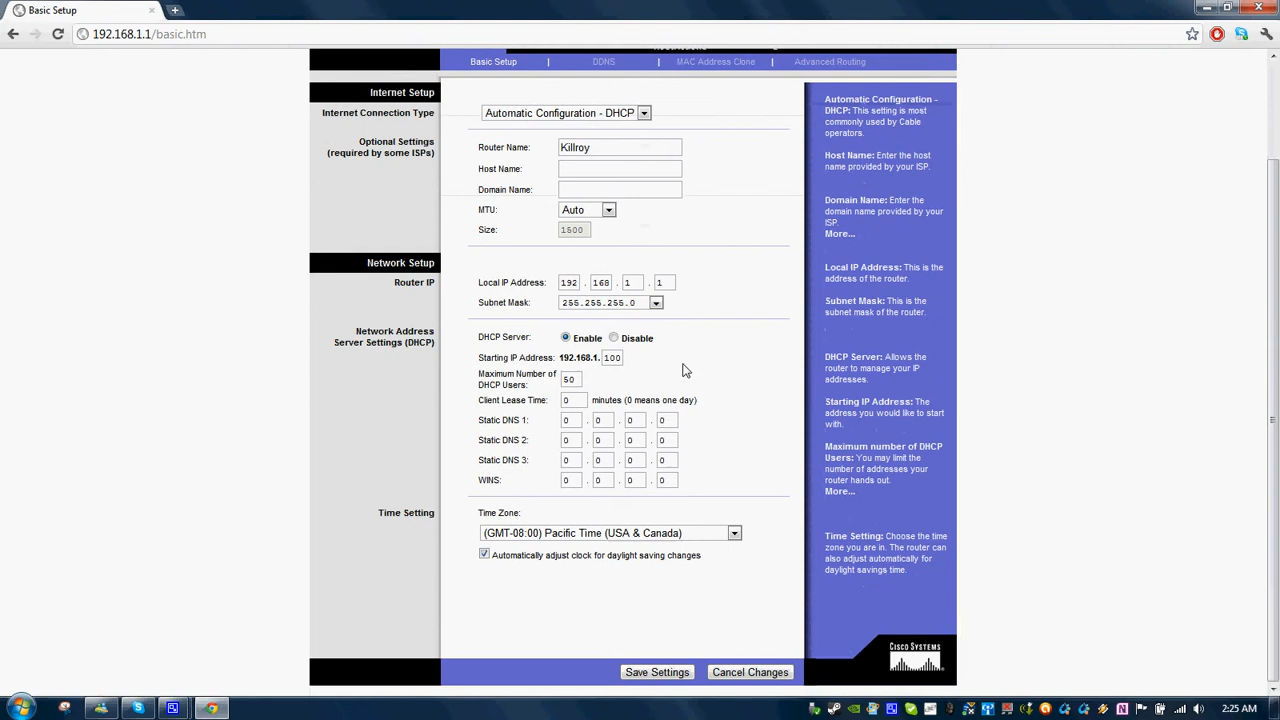 Basic Setup
192.168.1.1/basic.htm
Basic Setup | DDNS | MAC Address Clone | Advanced Routing
Internet Setup
Internet Connection Type
Automatic Configuration - DHCP
Optional Settings
(required by some ISPs)
Router Name: Killroy
Host Name:
Domain Name:
MTU: Auto
Size: 1500
Network Setup
Router IP
Local IP Address: 192 . 168 . 1 . 1
Subnet Mask: 255.255.255.0
Network Address
Server Settings (DHCP)
DHCP Server: Enable Disable
Starting IP Address: 192.168.1. 100
Maximum Number of
DHCP Users: 50
Client Lease Time: 0 minutes (0 means one day)
Static DNS 1: 0 . 0 . 0 . 0
Static DNS 2: 0 . 0 . 0 . 0
Static DNS 3: 0 . 0 . 0 . 0
WINS: 0 . 0 . 0 . 0
Time Setting
Time Zone:
(GMT-08:00) Pacific Time (USA & Canada)
Automatically adjust clock for daylight saving changes
Automatic Configuration -
DHCP: This setting is most
commonly used by Cable
operators.
Host Name: Enter the host
name provided by your ISP.
Domain Name: Enter the
domain name provided by your
ISP.
More...
Local IP Address: This is the
address of the router.
Subnet Mask: This is the
subnet mask of the router.
DHCP Server: Allows the
router to manage your IP
addresses.
Starting IP Address: The
address you would like to start
with.
Maximum number of DHCP
Users: You may limit the
number of addresses your
router hands out.
More...
Time Setting: Choose the time
zone you are in. The router can
also adjust automatically for
daylight savings time.
CISCO SYSTEMS
Save Settings
Cancel Changes
2:25 AM